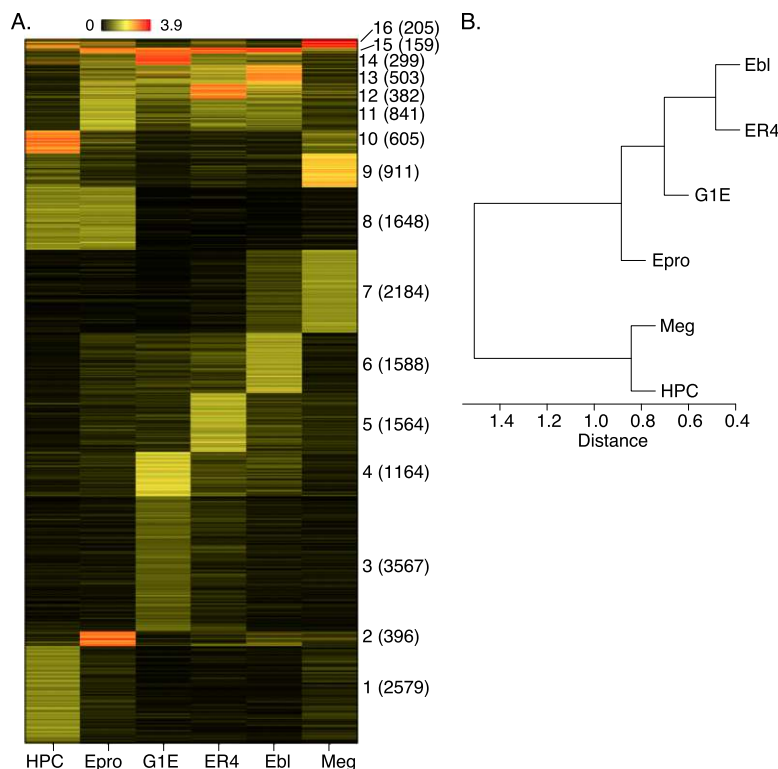 A.
0 3.9
16 (205)
15 (159)
14 (299)
13 (503)
12 (382)
11 (841)
10 (605)
9 (911)
8 (1648)
7 (2184)
6 (1588)
5 (1564)
4 (1164)
3 (3567)
2 (396)
1 (2579)
HPC Epro G1E ER4 Ebl Meg
B.
Ebl
ER4
G1E
Epro
Meg
HPC
1.4 1.2 1.0 0.8 0.6 0.4
Distance